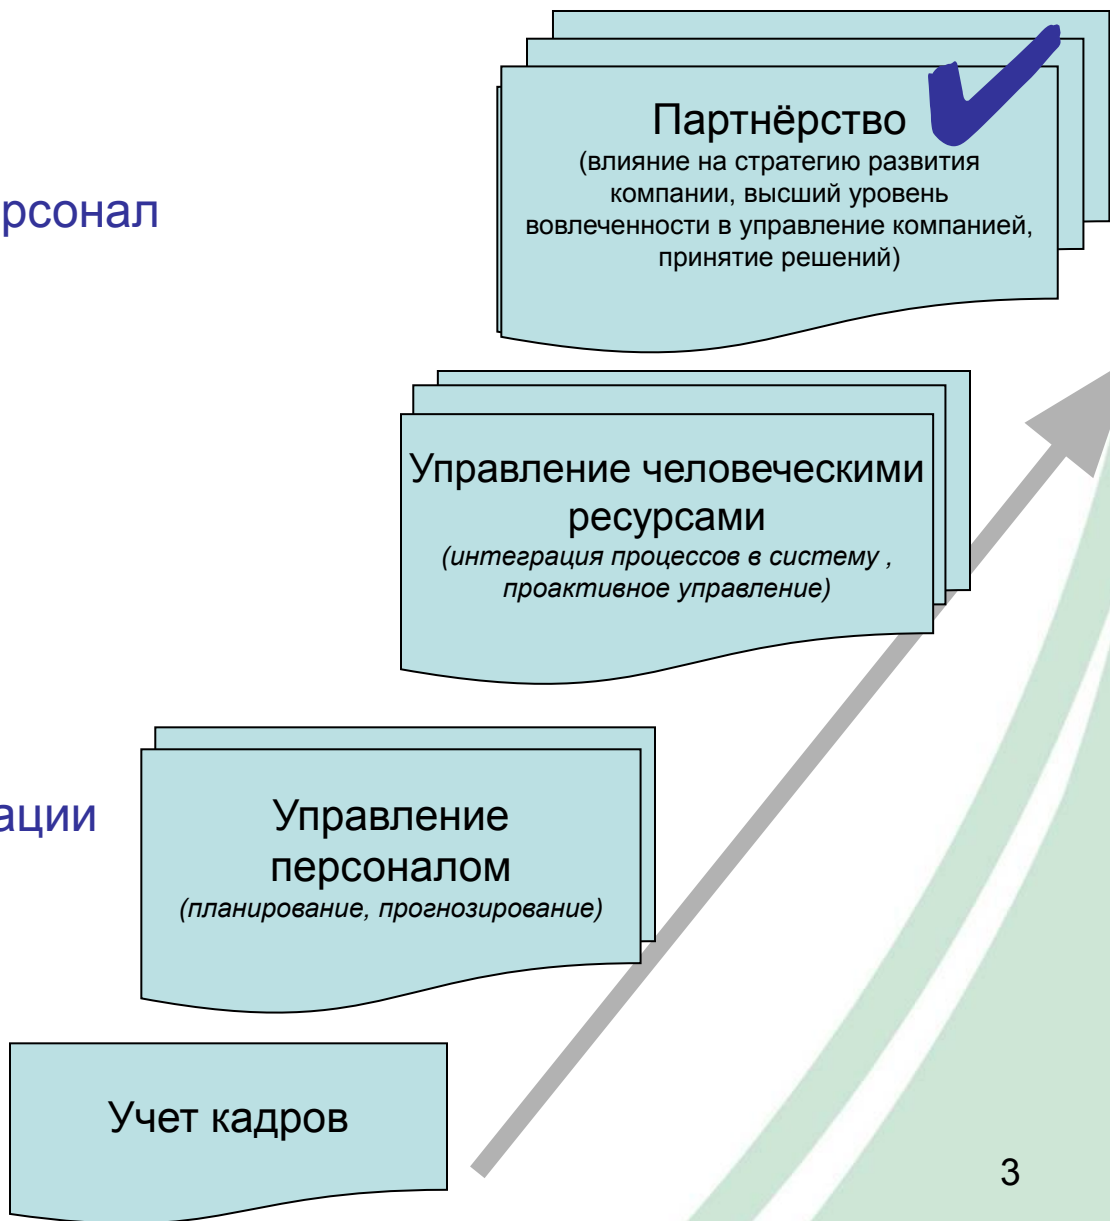 Партнёрство
(влияние на стратегию развития
компании, высший уровень
вовлеченности в управление компанией,
принятие решений)
рсонал
Управление человеческими
ресурсами
(интеграция процессов в систему ,
проактивное управление)
ации
Управление
персоналом
(планирование, прогнозирование)
Учет кадров
3